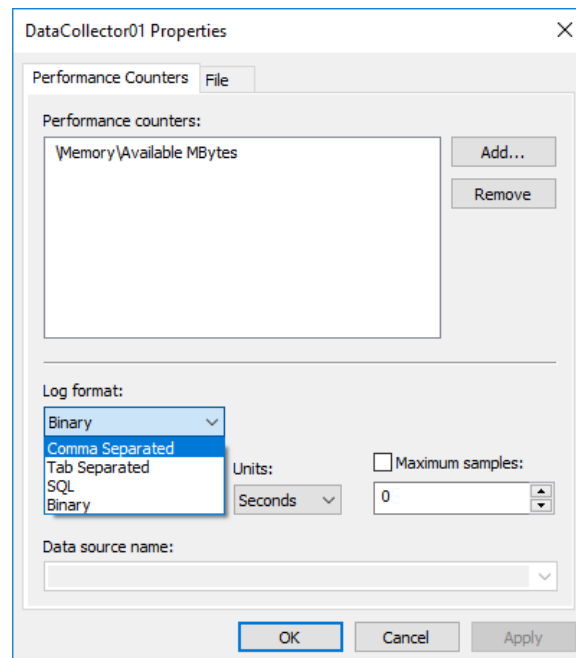 DataCollector01 Properties
Performance Counters File
Performance counters:
\Memory\Available MBytes
Add...
Remove
Log format:
Binary
Comma Separated
Tab Separated
SQL
Binary
Units:
Seconds
Maximum samples:
0
Data source name:
OK Cancel Apply